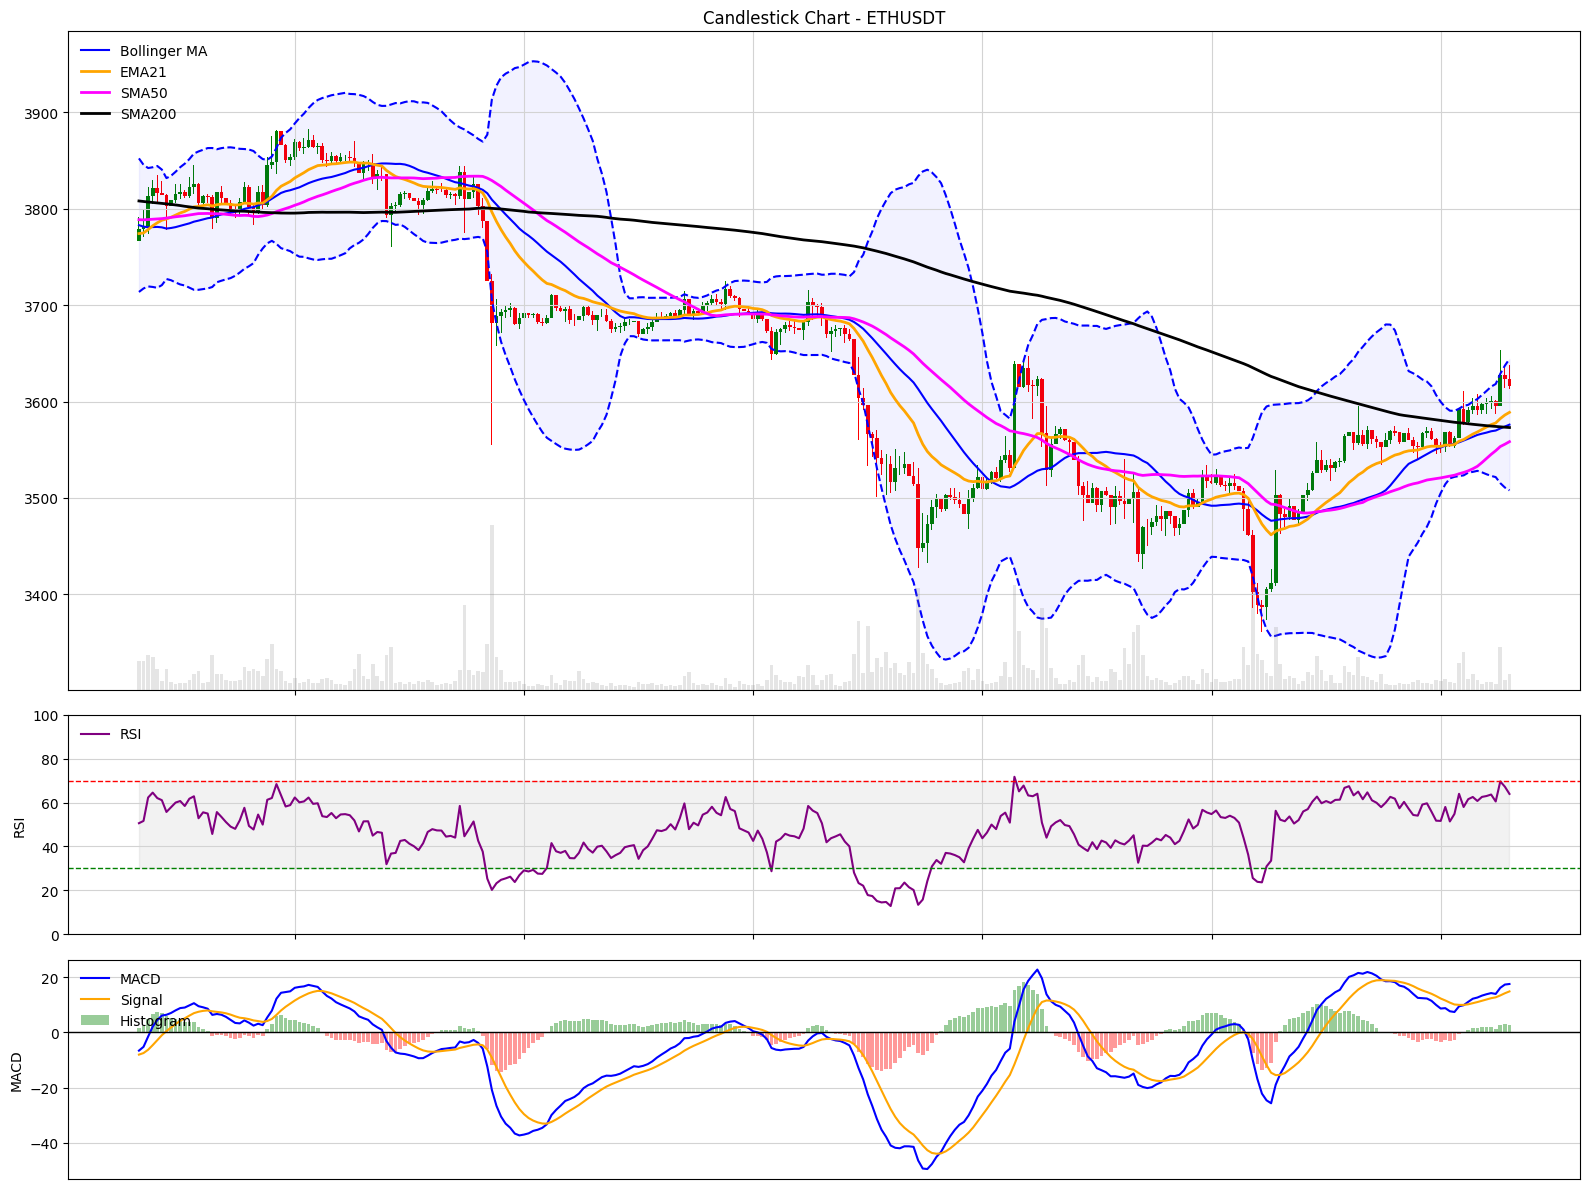 Candlestick Chart - ETHUSDT
Bollinger MA
EMA21
SMA50
SMA200
3900
3800
3700
3600
3500
3400
RSI
100
80
60
40
20
0
RSI
MACD
Signal
Histogram
20
0
−20
−40
MACD